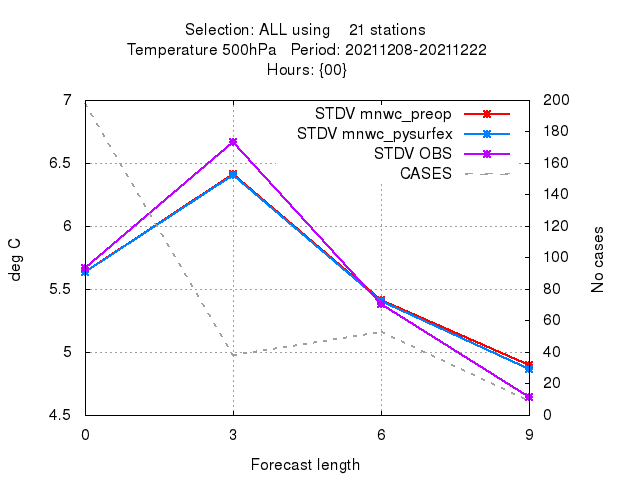 Selection: ALL using    21 stations
Temperature 500hPa   Period: 20211208-20211222
Hours: {00}
STDV mnwc_preop
STDV mnwc_pysurfex
STDV OBS
CASES
7
6.5
6
5.5
5
4.5
deg C
200
180
160
140
120
100
80
60
40
20
0
No cases
0 3 6 9
Forecast length